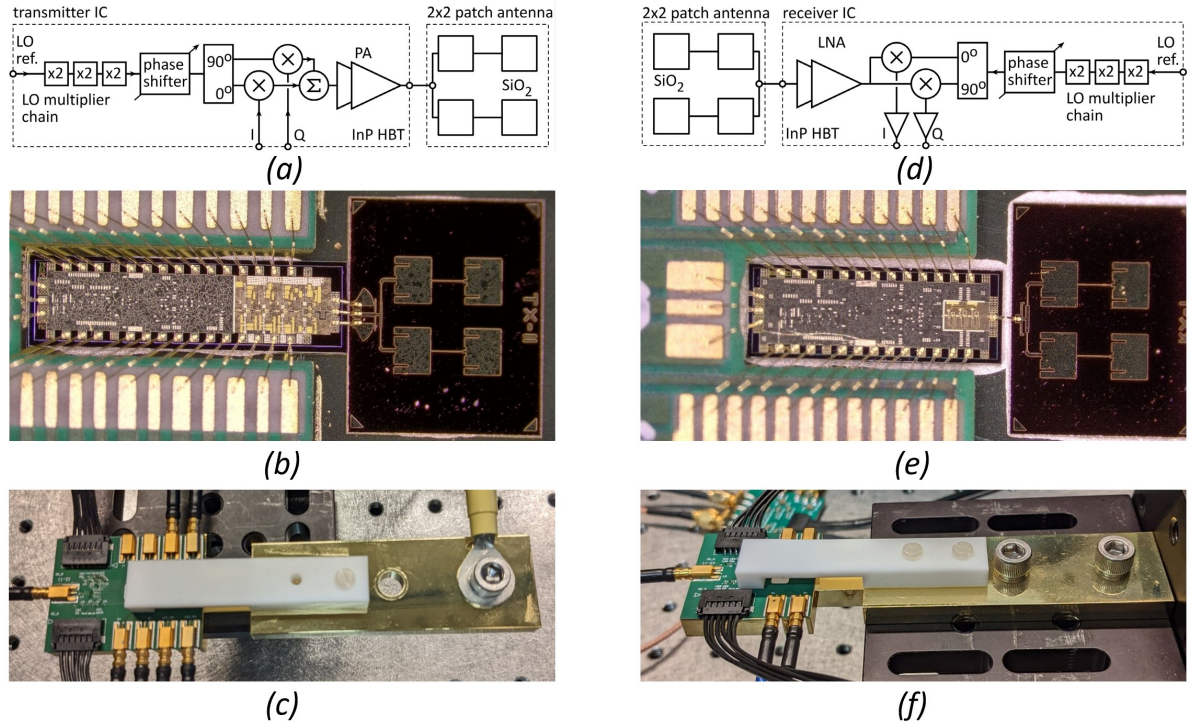 transmitter IC
2x2 patch antenna
LO
ref.
x2
x2
x2
LO multiplier
chain
phase
shifter
90°
0°
×
×
Σ
PA
I
Q
InP HBT
SiO2
(a)
2x2 patch antenna
receiver IC
SiO2
LNA
InP HBT
×
×
0°
90°
I
Q
phase
shifter
x2
x2
x2
LO multiplier
chain
LO
ref.
(d)
TX-II
(b)
(e)
(c)
(f)